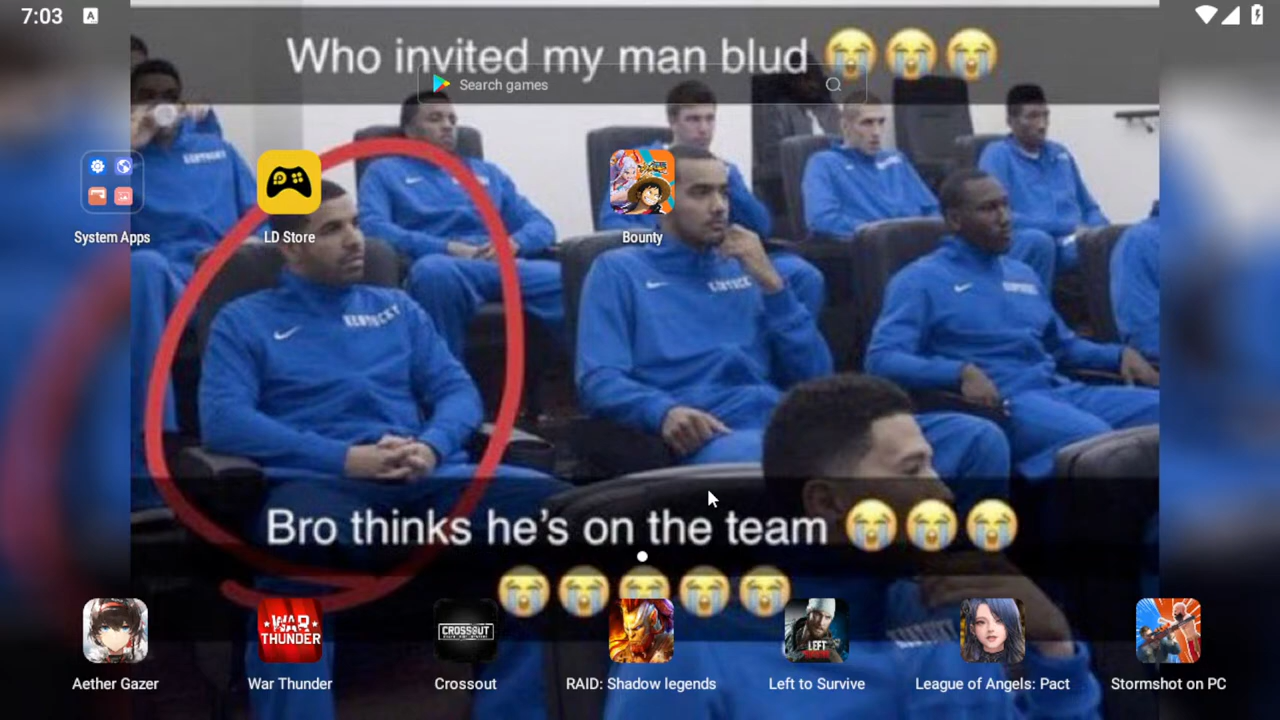 7:03
A
Who invited my man blud 😭😭😭
Search games
KENTUCKY
KENTUCKY
System Apps
LD Store
Bounty
Bro thinks he's on the team 😭😭😭
😭😭😭😭😭
WAR
THUNDER
CROSSOUT
LEFT
Aether Gazer
War Thunder
Crossout
RAID: Shadow legends
Left to Survive
League of Angels: Pact
Stormshot on PC